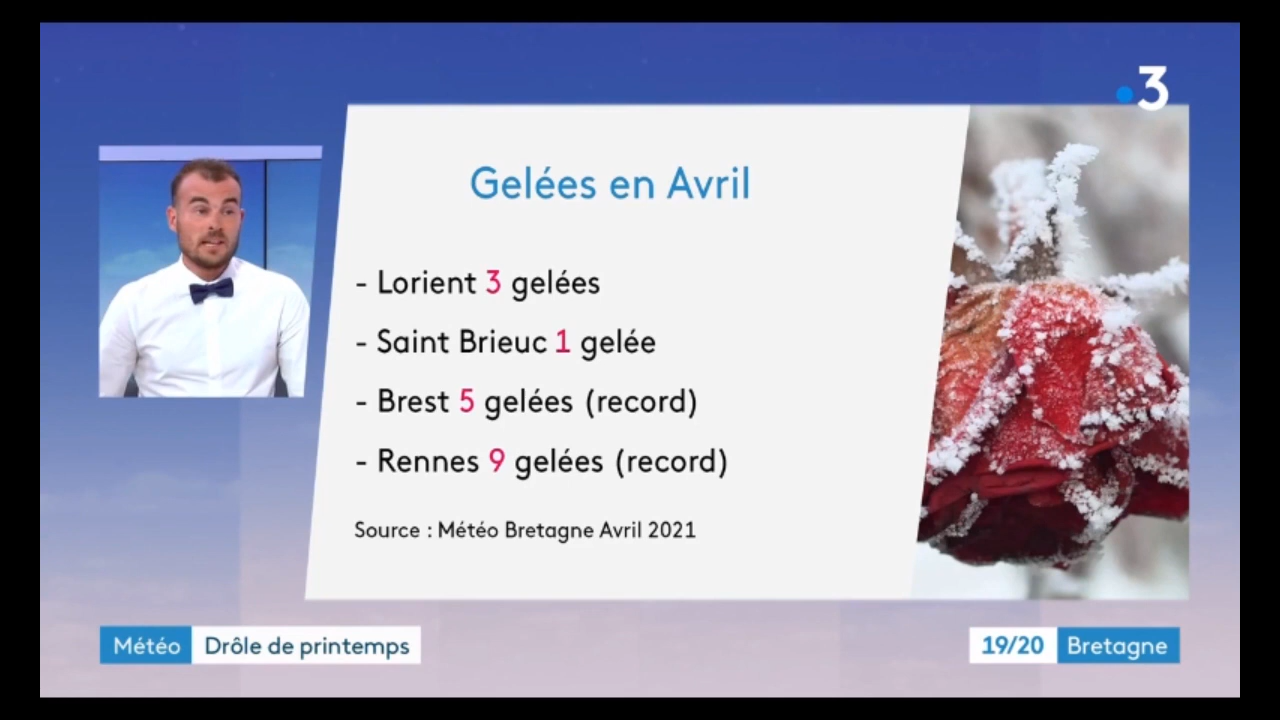 3
Gelées en Avril
- Lorient 3 gelées
- Saint Brieuc 1 gelée
- Brest 5 gelées (record)
- Rennes 9 gelées (record)
Source : Météo Bretagne Avril 2021
Météo Drôle de printemps
19/20 Bretagne